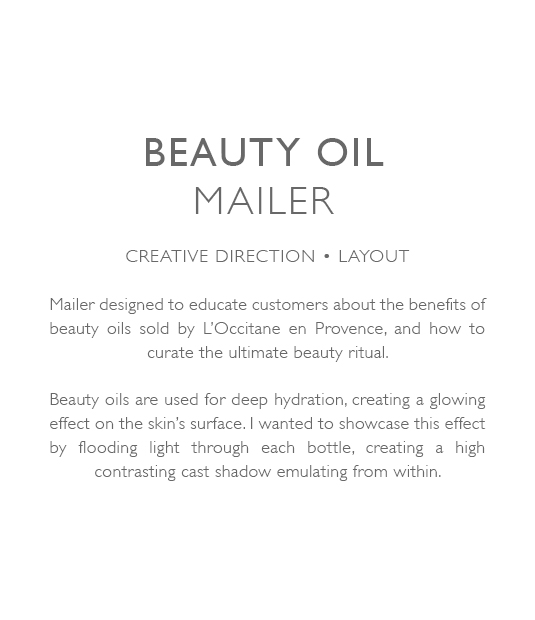 BEAUTY OIL
MAILER
CREATIVE DIRECTION • LAYOUT
Mailer designed to educate customers about the benefits of
beauty oils sold by L'Occitane en Provence, and how to
curate the ultimate beauty ritual.
Beauty oils are used for deep hydration, creating a glowing
effect on the skin's surface. I wanted to showcase this effect
by flooding light through each bottle, creating a high
contrasting cast shadow emulating from within.